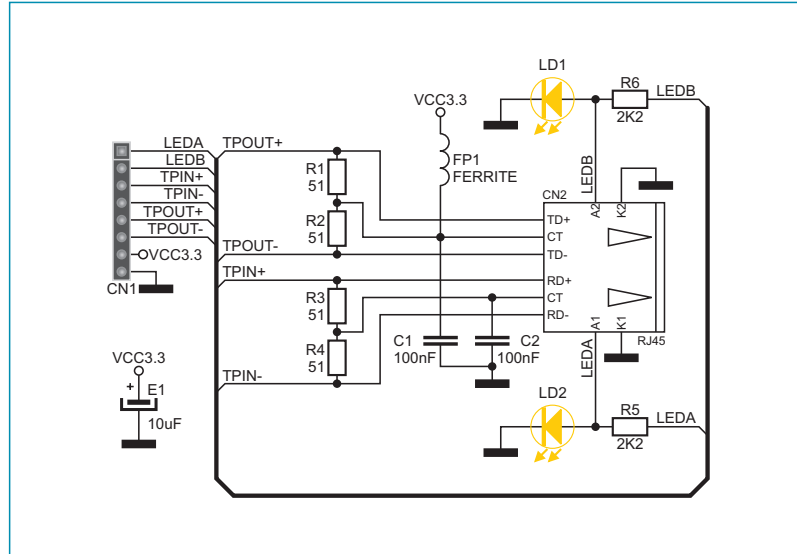 LD1
R6
LEDB
2K2
VCC3.3
LEDA
LEDB
TPIN+
TPIN-
TPOUT+
TPOUT-
VCC3.3
CN1
TPOUT+
R1
51
R2
51
TPOUT-
TPIN+
R3
51
R4
51
TPIN-
FP1
FERRITE
LEDB
CN2
A2
K2
TD+
CT
TD-
RD+
CT
RD-
A1
K1
RJ45
C1
100nF
C2
100nF
LEDA
VCC3.3
+
E1
10uF
LD2
R5
LEDA
2K2